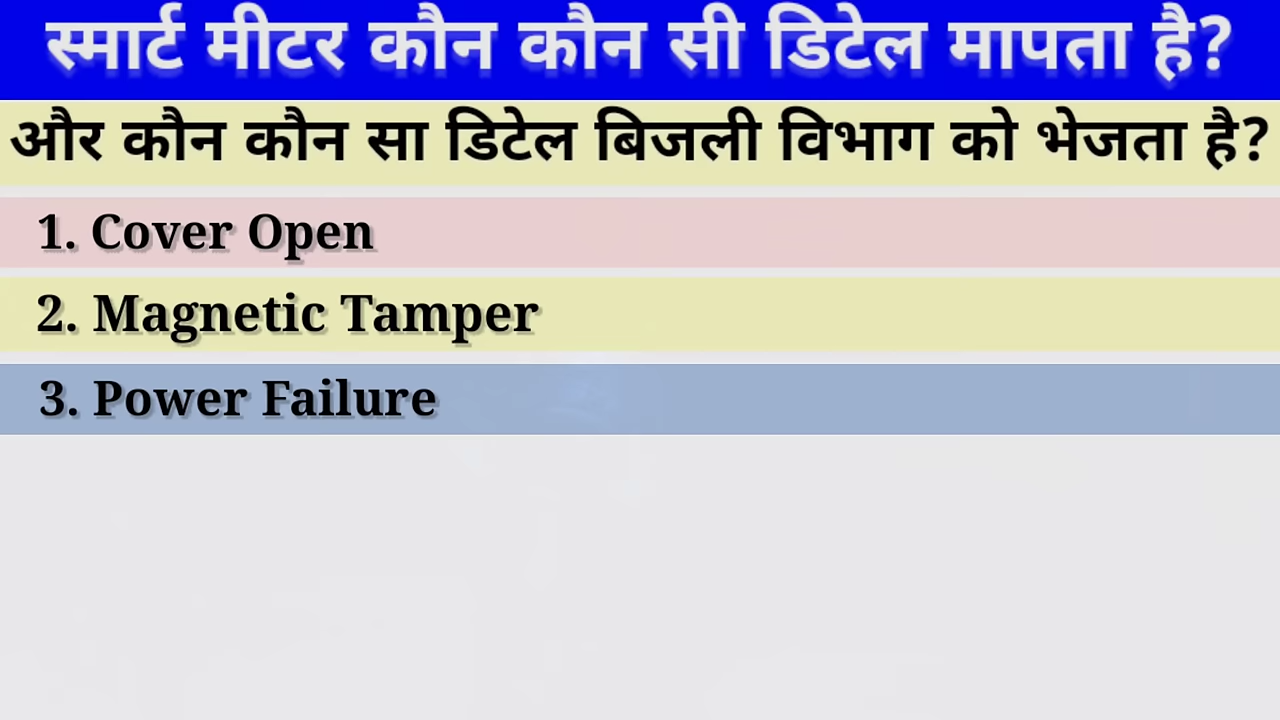 स्मार्ट मीटर कौन कौन सी डिटेल मापता है?
और कौन कौन सा डिटेल बिजली विभाग को भेजता है?
1. Cover Open
2. Magnetic Tamper
3. Power Failure